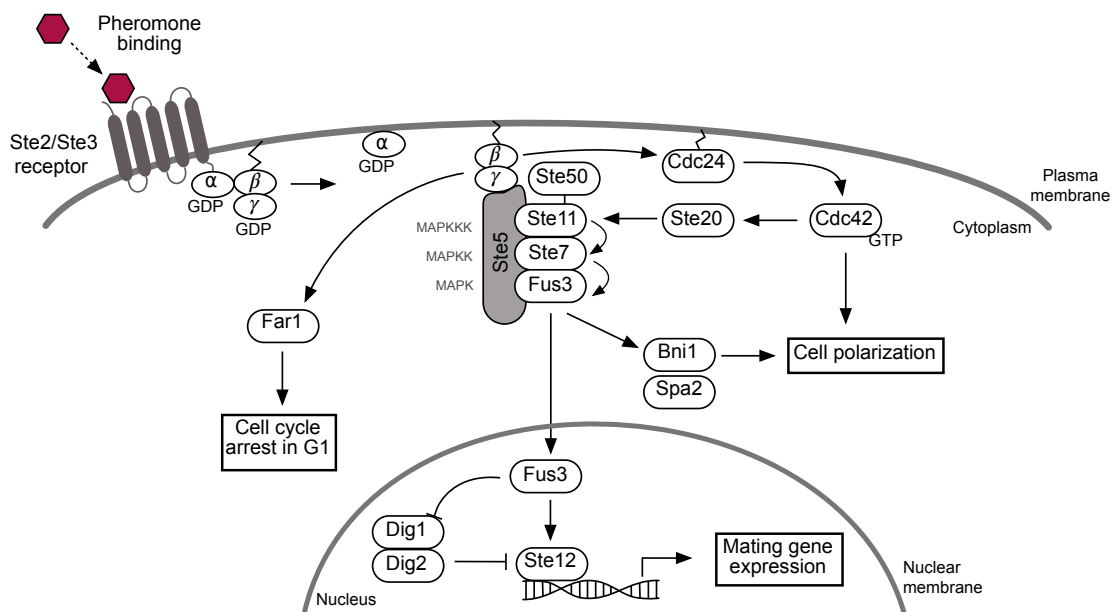 Pheromone
binding
Ste2/Ste3
receptor
α
GDP
β
γ
GDP
α
GDP
β
γ
Ste50
Cdc24
Plasma
membrane
Cytoplasm
MAPKKK
Ste11
Ste20
Cdc42
GTP
MAPKK
Ste5
Ste7
MAPK
Fus3
Far1
Bni1
Spa2
Cell polarization
Cell cycle
arrest in G1
Fus3
Dig1
Dig2
Ste12
Mating gene
expression
Nuclear
membrane
Nucleus